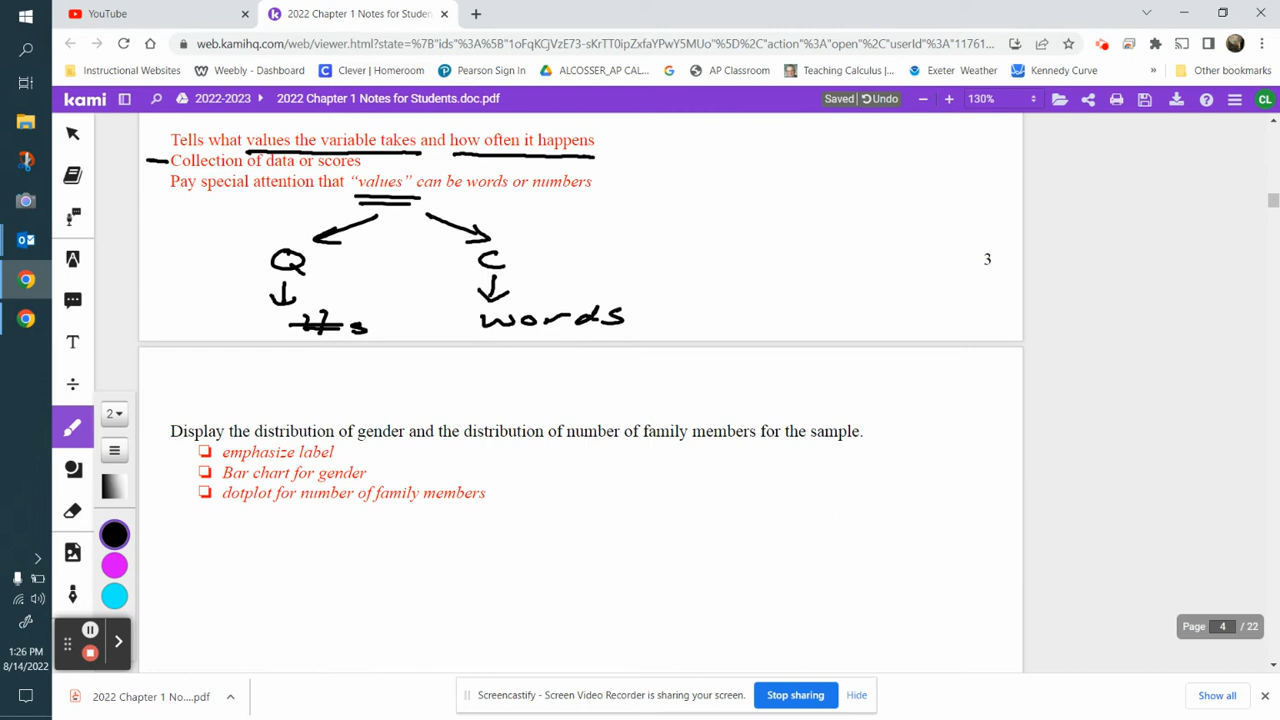 YouTube
2022 Chapter 1 Notes for Student
web.kamihq.com/web/viewer.html?state=%7B"ids"%3A%5B"1oFqKCjVzE73-sKrTT0ipZxfaYPwY5MUo"%5D%2C"action"%3A"open"%2C"userId"%3A"11761...
Instructional Websites
Weebly - Dashboard
Clever | Homeroom
Pearson Sign In
ALCOSSER_AP CAL...
AP Classroom
Teaching Calculus |...
Exeter Weather
Kennedy Curve
»
Other bookmarks
kami
2022-2023
2022 Chapter 1 Notes for Students.doc.pdf
Saved
Undo
130%
CL
Tells what values the variable takes and how often it happens
Collection of data or scores
Pay special attention that "values" can be words or numbers
Q C
s words
3
Display the distribution of gender and the distribution of number of family members for the sample.
emphasize label
Bar chart for gender
dotplot for number of family members
2
Page 4 / 22
1:26 PM
8/14/2022
2022 Chapter 1 No....pdf
Screencastify - Screen Video Recorder is sharing your screen.
Stop sharing
Hide
Show all